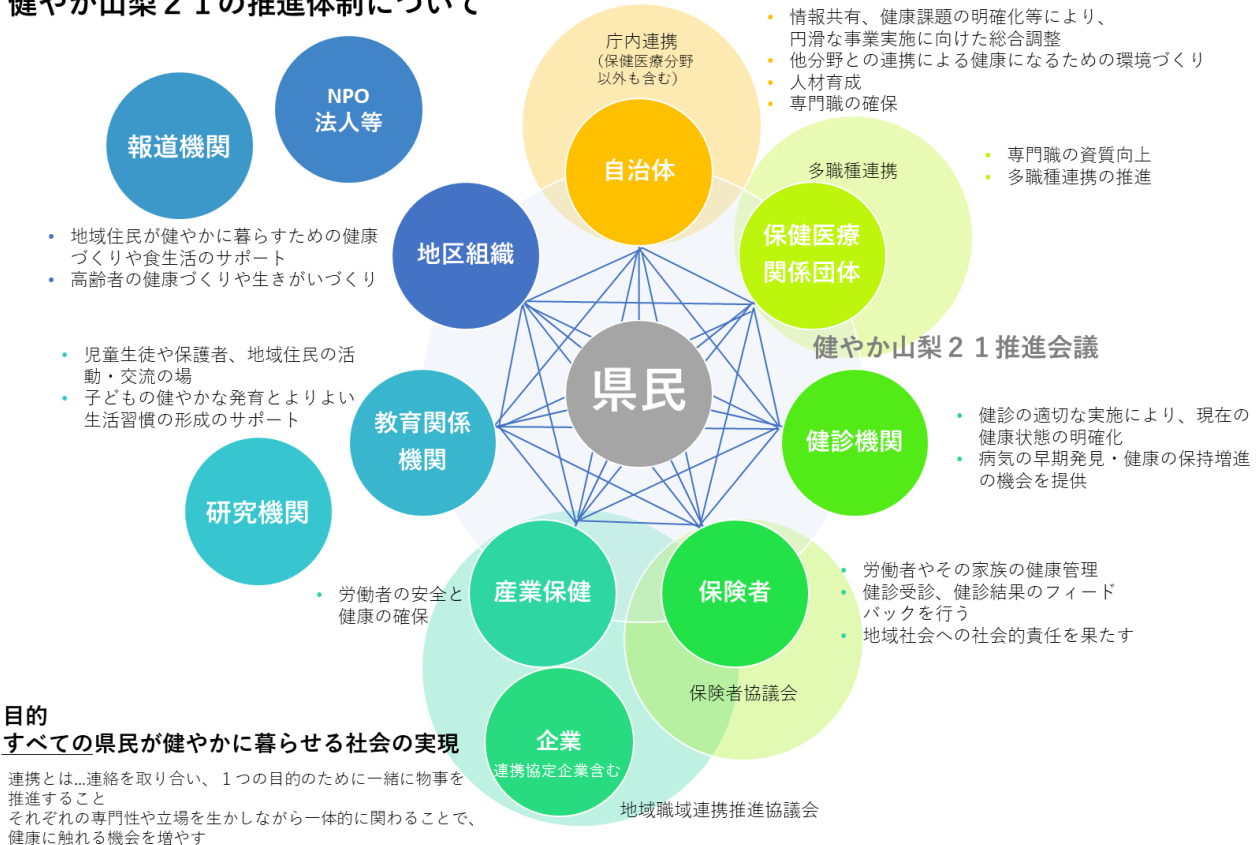 健やか山梨２１の推進体制について
庁内連携
（保健医療分野
以外も含む）
自治体
• 情報共有、健康課題の明確化等により、
円滑な事業実施に向けた総合調整
• 他分野との連携による健康になるための環境づくり
• 人材育成
• 専門職の確保
NPO
法人等
報道機関
多職種連携
保健医療
関係団体
• 専門職の資質向上
• 多職種連携の推進
地区組織
• 地域住民が健やかに暮らすための健康
づくりや食生活のサポート
• 高齢者の健康づくりや生きがいづくり
健やか山梨２１推進会議
県民
• 児童生徒や保護者、地域住民の活
動・交流の場
• 子どもの健やかな発育とよりよい
生活習慣の形成のサポート
教育関係
機関
健診機関
• 健診の適切な実施により、現在の
健康状態の明確化
• 病気の早期発見・健康の保持増進
の機会を提供
研究機関
• 労働者の安全と
健康の確保
産業保健
保険者
• 労働者やその家族の健康管理
• 健診受診、健診結果のフィード
バックを行う
• 地域社会への社会的責任を果たす
保険者協議会
企業
連携協定企業含む
地域職域連携推進協議会
目的
すべての県民が健やかに暮らせる社会の実現
連携とは…連絡を取り合い、１つの目的のために一緒に物事を
推進すること
それぞれの専門性や立場を生かしながら一体的に関わることで、
健康に触れる機会を増やす